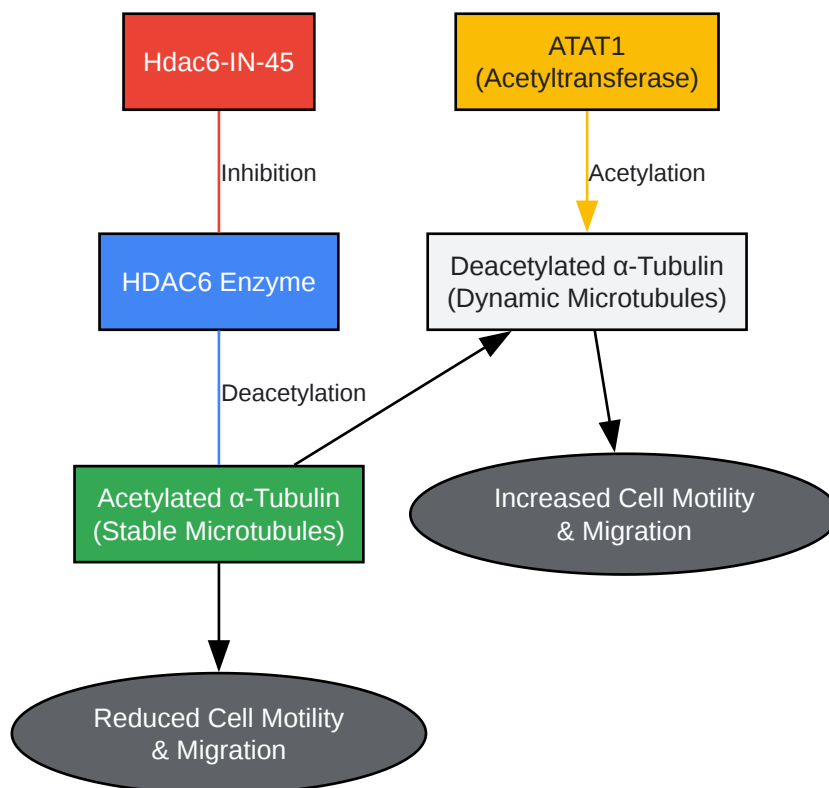 Hdac6-IN-45
ATAT1
(Acetyltransferase)
Inhibition
Acetylation
HDAC6 Enzyme
Deacetylated α-Tubulin
(Dynamic Microtubules)
Deacetylation
Acetylated α-Tubulin
(Stable Microtubules)
Increased Cell Motility
& Migration
Reduced Cell Motility
& Migration